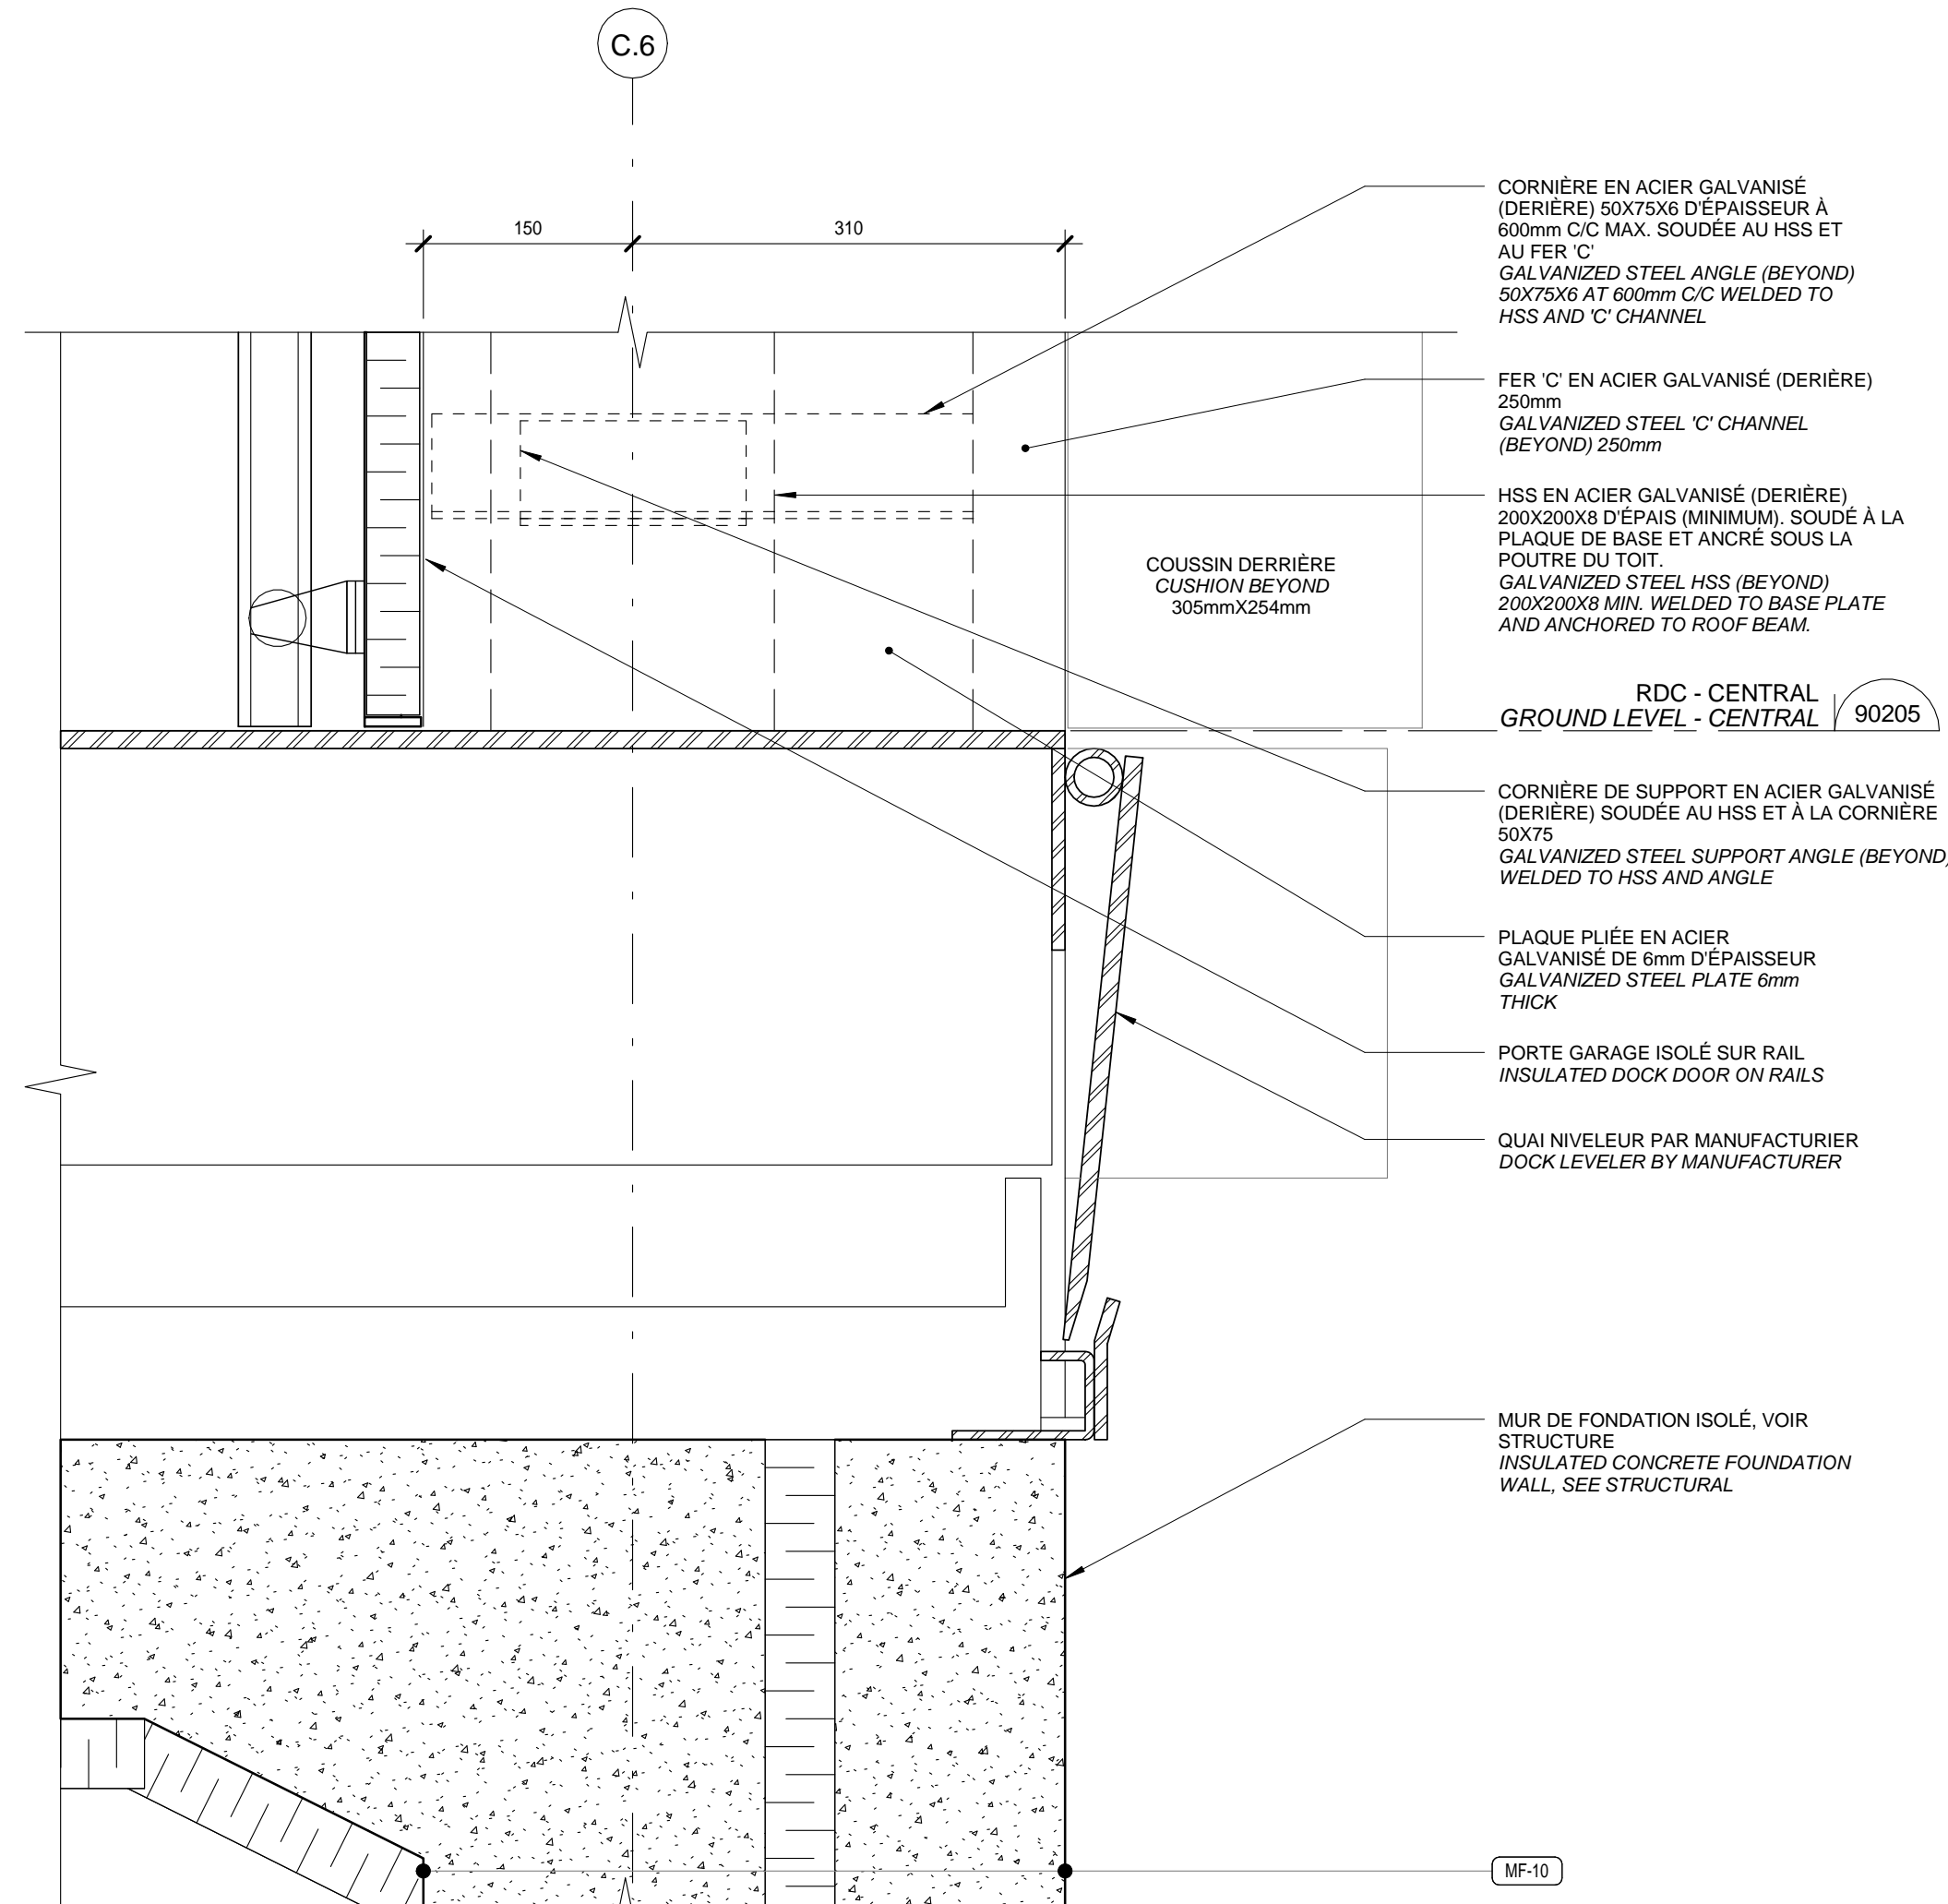 C.6
150
310
CORNIÈRE EN ACIER GALVANISÉ
(DERIÈRE) 50X75X6 D'ÉPAISSEUR À
600mm C/C MAX. SOUDÉE AU HSS ET
AU FER 'C'
GALVANIZED STEEL ANGLE (BEYOND)
50X75X6 AT 600mm C/C WELDED TO
HSS AND 'C' CHANNEL
FER 'C' EN ACIER GALVANISÉ (DERIÈRE)
250mm
GALVANIZED STEEL 'C' CHANNEL
(BEYOND) 250mm
HSS EN ACIER GALVANISÉ (DERIÈRE)
200X200X8 D'ÉPAIS (MINIMUM). SOUDÉ À LA
PLAQUE DE BASE ET ANCRÉ SOUS LA
POUTRE DU TOIT.
GALVANIZED STEEL HSS (BEYOND)
200X200X8 MIN. WELDED TO BASE PLATE
AND ANCHORED TO ROOF BEAM.
COUSSIN DERRIÈRE
CUSHION BEYOND
305mmX254mm
RDC - CENTRAL
GROUND LEVEL - CENTRAL
90205
CORNIÈRE DE SUPPORT EN ACIER GALVANISÉ
(DERIÈRE) SOUDÉE AU HSS ET À LA CORNIÈRE
50X75
GALVANIZED STEEL SUPPORT ANGLE (BEYOND)
WELDED TO HSS AND ANGLE
PLAQUE PLIÉE EN ACIER
GALVANISÉ DE 6mm D'ÉPAISSEUR
GALVANIZED STEEL PLATE 6mm
THICK
PORTE GARAGE ISOLÉ SUR RAIL
INSULATED DOCK DOOR ON RAILS
QUAI NIVELEUR PAR MANUFACTURIER
DOCK LEVELER BY MANUFACTURER
MUR DE FONDATION ISOLÉ, VOIR
STRUCTURE
INSULATED CONCRETE FOUNDATION
WALL, SEE STRUCTURAL
MF-10